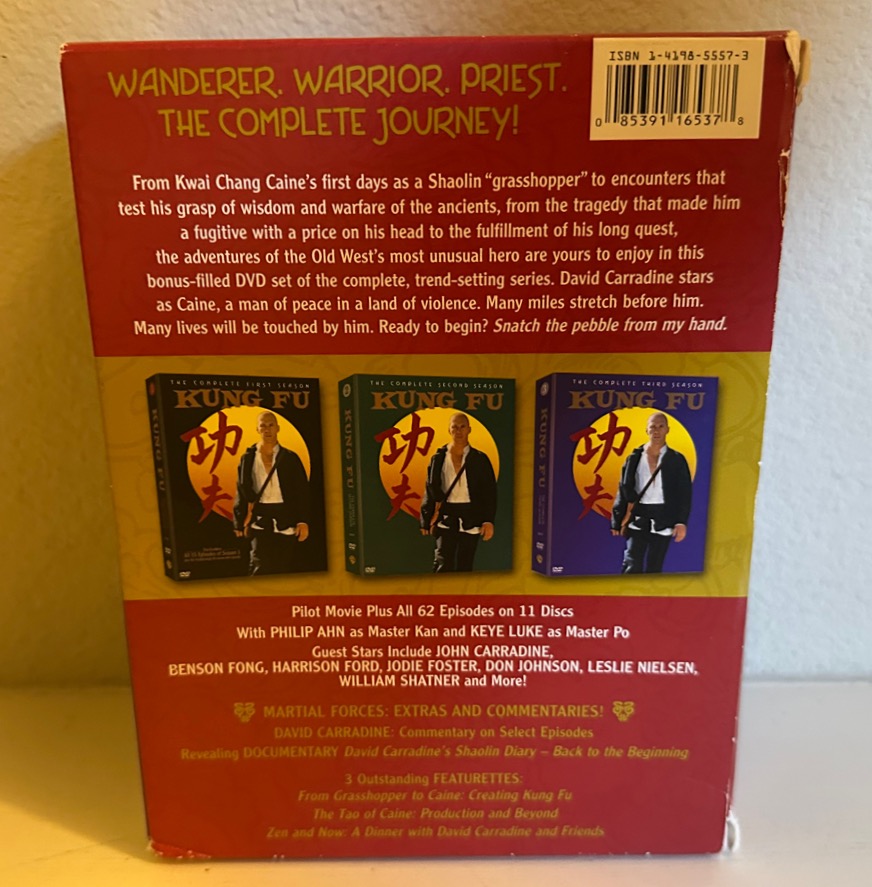 WANDERER. WARRIOR. PRIEST.
THE COMPLETE JOURNEY!
ISBN 1-4198-5557-3
0 85391 16537 8
From Kwai Chang Caine's first days as a Shaolin "grasshopper" to encounters that
test his grasp of wisdom and warfare of the ancients, from the tragedy that made him
a fugitive with a price on his head to the fulfillment of his long quest,
the adventures of the Old West's most unusual hero are yours to enjoy in this
bonus-filled DVD set of the complete, trend-setting series. David Carradine stars
as Caine, a man of peace in a land of violence. Many miles stretch before him.
Many lives will be touched by him. Ready to begin? Snatch the pebble from my hand.
THE COMPLETE FIRST SEASON
KUNG FU
功夫
KUNG FU
DVD
THE COMPLETE SECOND SEASON
KUNG FU
功夫
KUNG FU
DVD
THE COMPLETE THIRD SEASON
KUNG FU
功夫
KUNG FU
DVD
Pilot Movie Plus All 62 Episodes on 11 Discs
With PHILIP AHN as Master Kan and KEYE LUKE as Master Po
Guest Stars Include JOHN CARRADINE,
BENSON FONG, HARRISON FORD, JODIE FOSTER, DON JOHNSON, LESLIE NIELSEN,
WILLIAM SHATNER and More!
MARTIAL FORCES: EXTRAS AND COMMENTARIES!
DAVID CARRADINE: Commentary on Select Episodes
Revealing DOCUMENTARY David Carradine's Shaolin Diary – Back to the Beginning
3 Outstanding FEATURETTES:
From Grasshopper to Caine: Creating Kung Fu
The Tao of Caine: Production and Beyond
Zen and Now: A Dinner with David Carradine and Friends